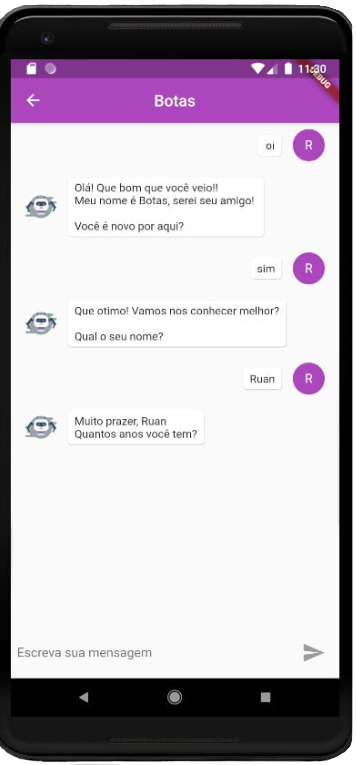 11:30
DEBUG
Botas
oi
R
Olá! Que bom que você veio!!
Meu nome é Botas, serei seu amigo!
Você é novo por aqui?
sim
R
Que otimo! Vamos nos conhecer melhor?
Qual o seu nome?
Ruan
R
Muito prazer, Ruan
Quantos anos você tem?
Escreva sua mensagem